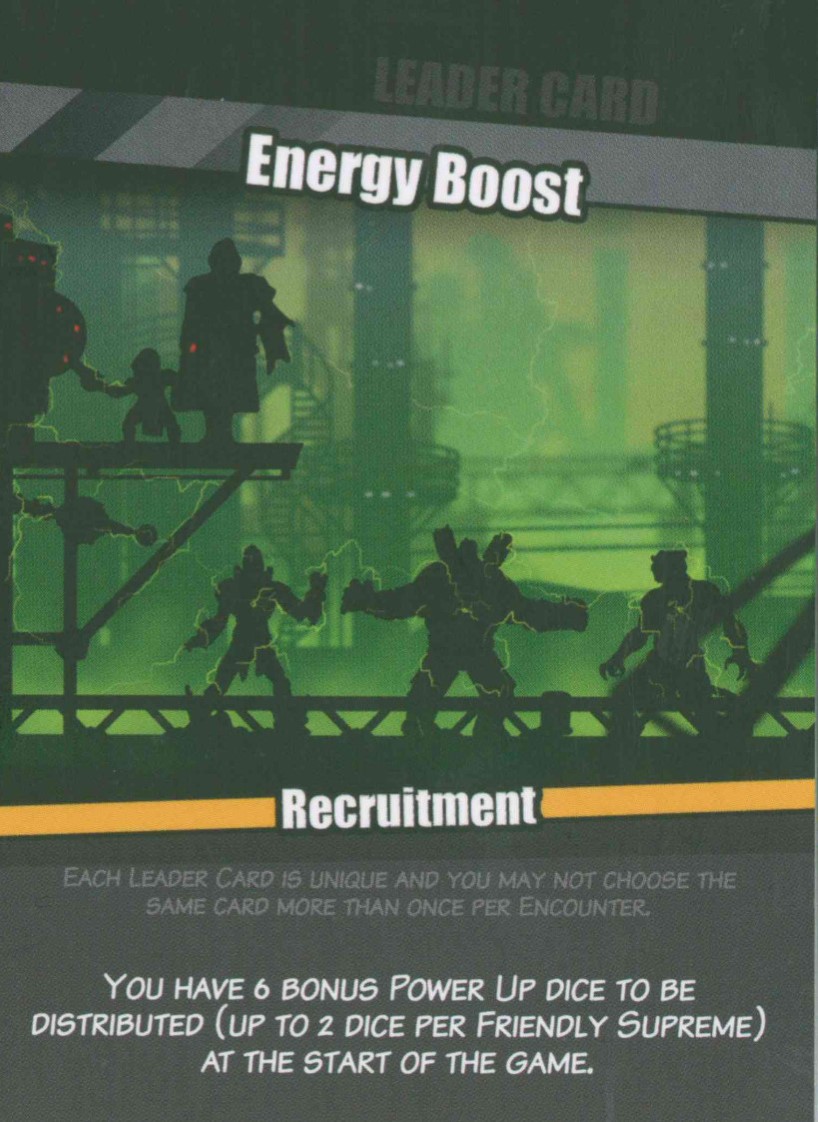 LEADER CARD
Energy Boost
Recruitment
EACH LEADER CARD IS UNIQUE AND YOU MAY NOT CHOOSE THE
SAME CARD MORE THAN ONCE PER ENCOUNTER.
YOU HAVE 6 BONUS POWER UP DICE TO BE
DISTRIBUTED (UP TO 2 DICE PER FRIENDLY SUPREME)
AT THE START OF THE GAME.